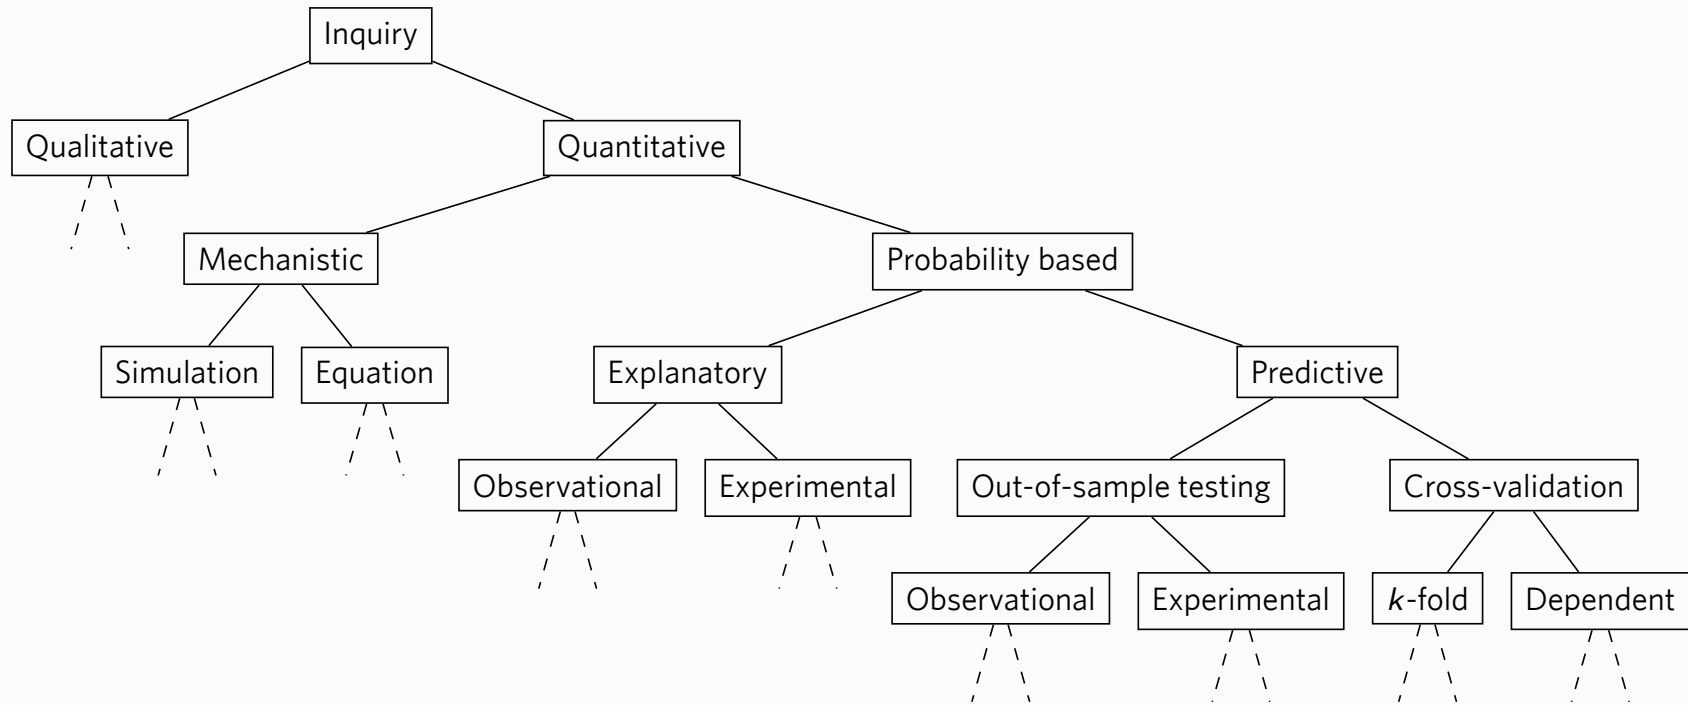 Inquiry
Qualitative
Quantitative
Mechanistic
Probability based
Simulation
Equation
Explanatory
Predictive
Observational
Experimental
Out-of-sample testing
Cross-validation
Observational
Experimental
k-fold
Dependent